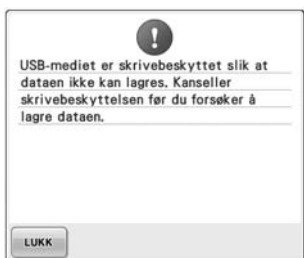 USB-mediet er skrivebeskyttet slik at
dataen ikke kan lagres. Kanseller
skrivebeskyttelsen før du forsøker å
lagre dataen.
LUKK